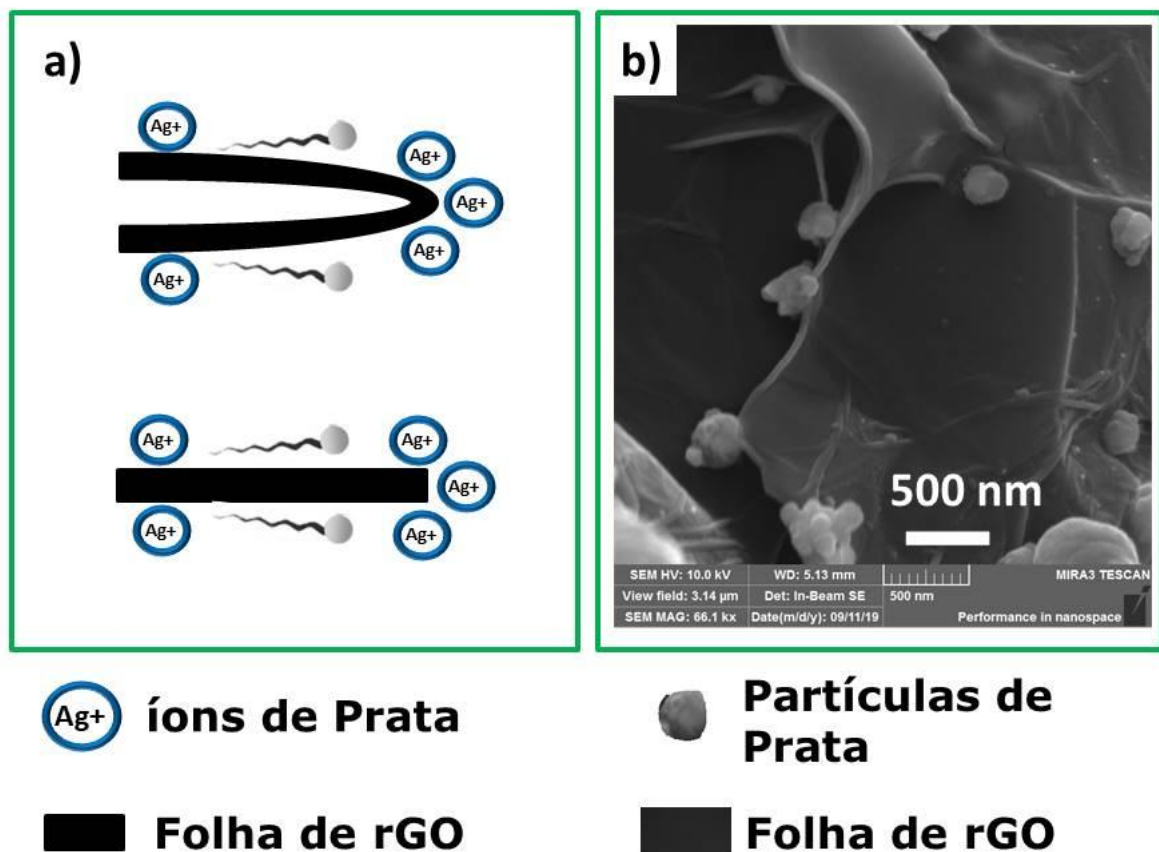 a)
Ag+
Ag+
Ag+
Ag+
Ag+
Ag+
Ag+
Ag+
Ag+
Ag+
b)
500 nm
SEM HV: 10.0 kV WD: 5.13 mm MIRA3 TESCAN
View field: 3.14 µm Det: In-Beam SE 500 nm
SEM MAG: 66.1 kx Date(m/d/y): 09/11/19 Performance in nanospace
Ag+ íons de Prata
Partículas de
Prata
Folha de rGO
Folha de rGO